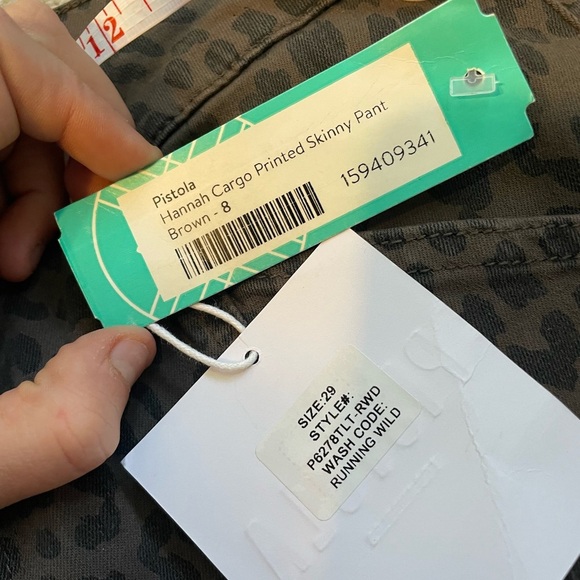 12
Pistola
Hannah Cargo Printed Skinny Pant
Brown - 8
159409341
SIZE:29
STYLE#:
P6278TLT-RWD
WASH CODE:
RUNNING WILD